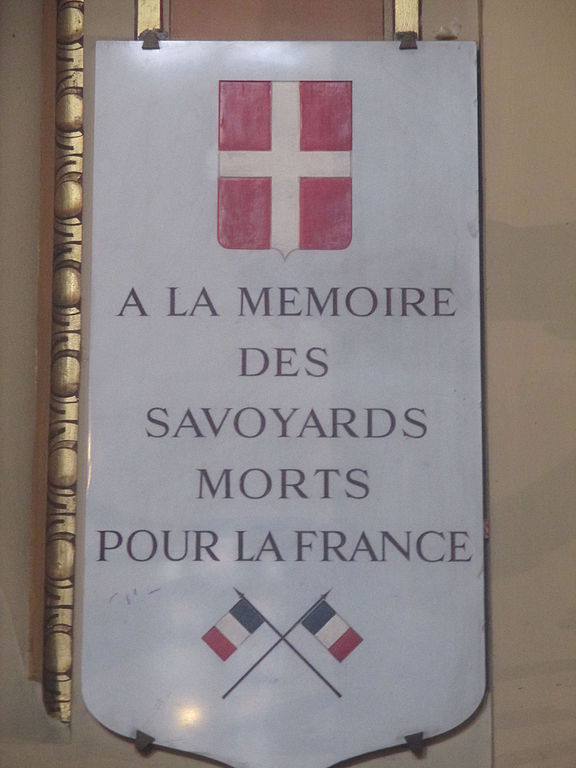 A LA MEMOIRE
DES
SAVOYARDS
MORTS
POUR LA FRANCE